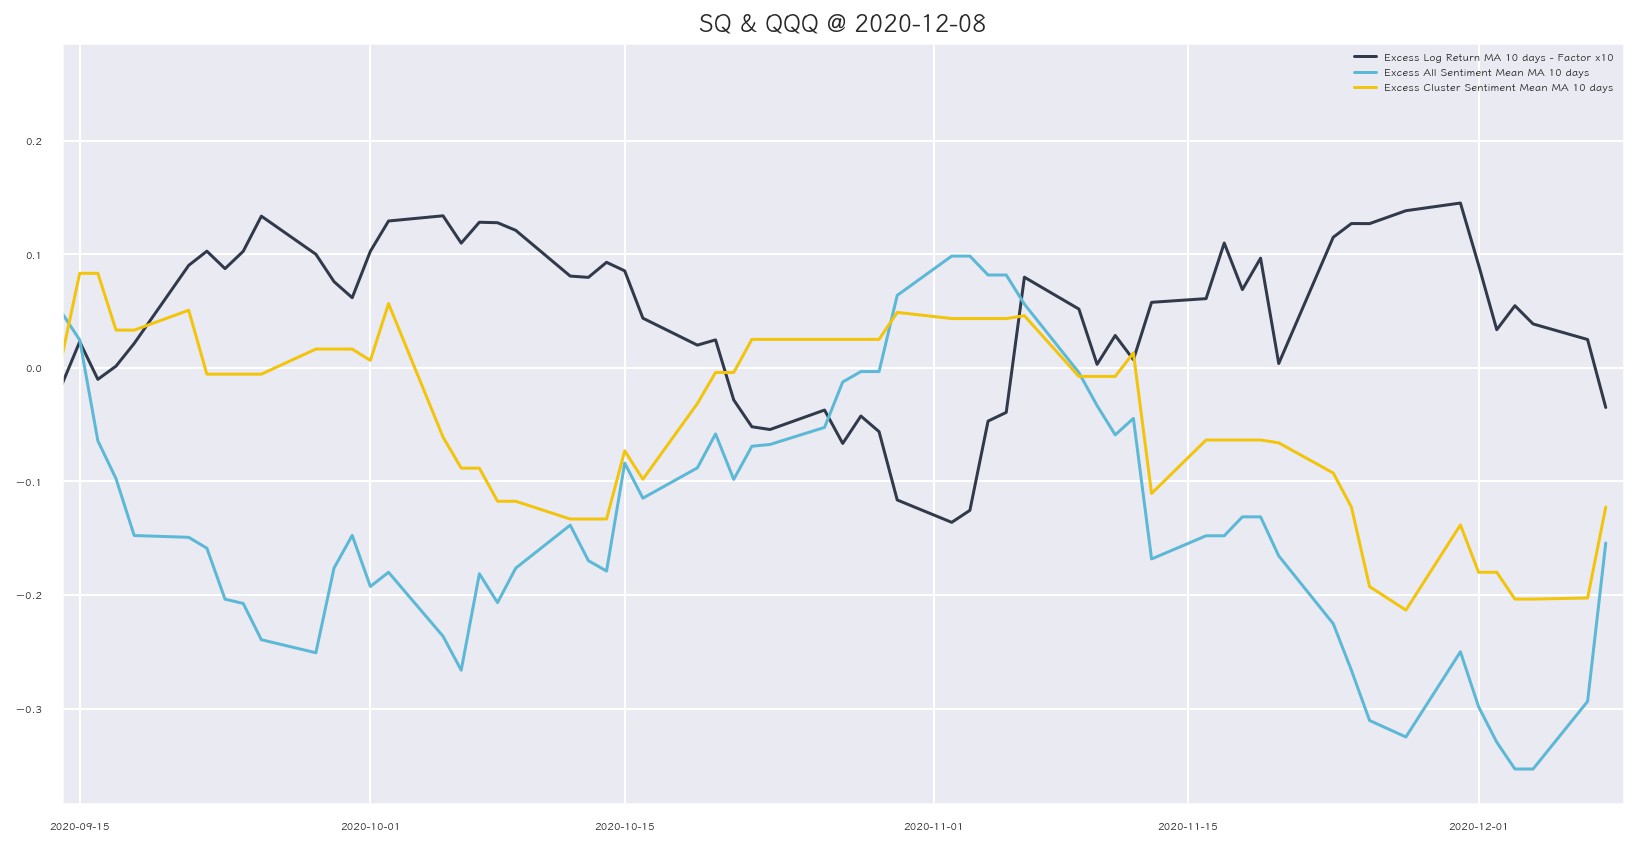 SQ & QQQ @ 2020-12-08
Excess Log Return MA 10 days - Factor x10
Excess All Sentiment Mean MA 10 days
Excess Cluster Sentiment Mean MA 10 days
0.2
0.1
0.0
−0.1
−0.2
−0.3
2020-09-15 2020-10-01 2020-10-15 2020-11-01 2020-11-15 2020-12-01